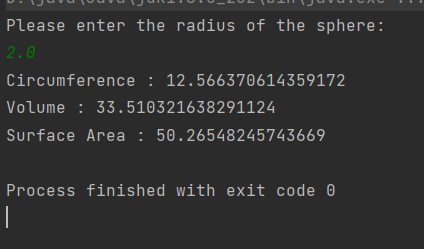 Please enter the radius of the sphere:
2.0
Circumference : 12.566370614359172
Volume : 33.510321638291124
Surface Area : 50.26548245743669
Process finished with exit code 0